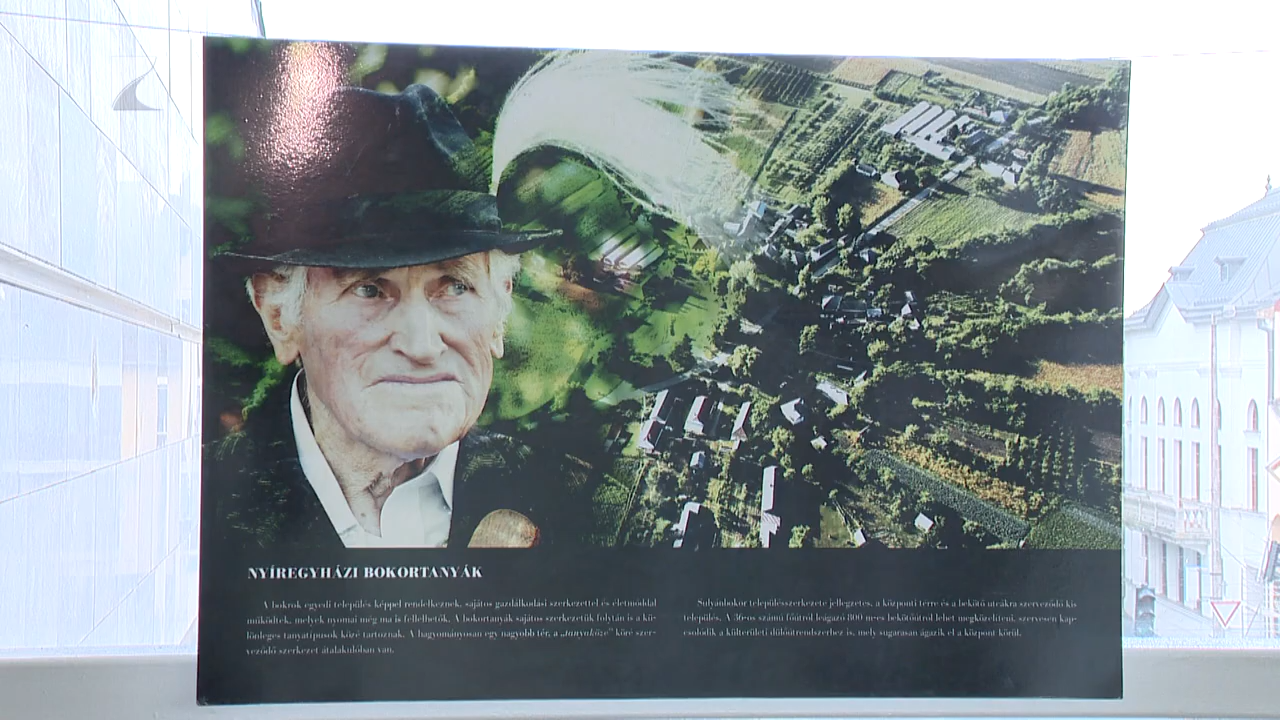 NYÍREGYHÁZI BOKORTANYÁK
A bokrok egyedi település képpel rendelkeznek, sajátos gazdálkodási szerkezettel és életmóddal
működtek, melyek nyomai még ma is fellelhetők. A bokortanyák sajátos szerkezetük folytán is a kü-
lönleges tanyatípusok közé tartoznak. A hagyományosan egy nagyobb tér, a „tanyaköze” köré szer-
veződő szerkezet átalakulóban van.
Sulyánbokor településszerkezete jellegzetes, a központi térre és a bekötő utcákra szerveződő kis
település. A 36-os számú főútról leágazó 800 m-es bekötőútról lehet megközelíteni, szervesen kap-
csolódik a külterületi dűlőútrendszerhez is, mely sugarasan ágazik el a központ körül.